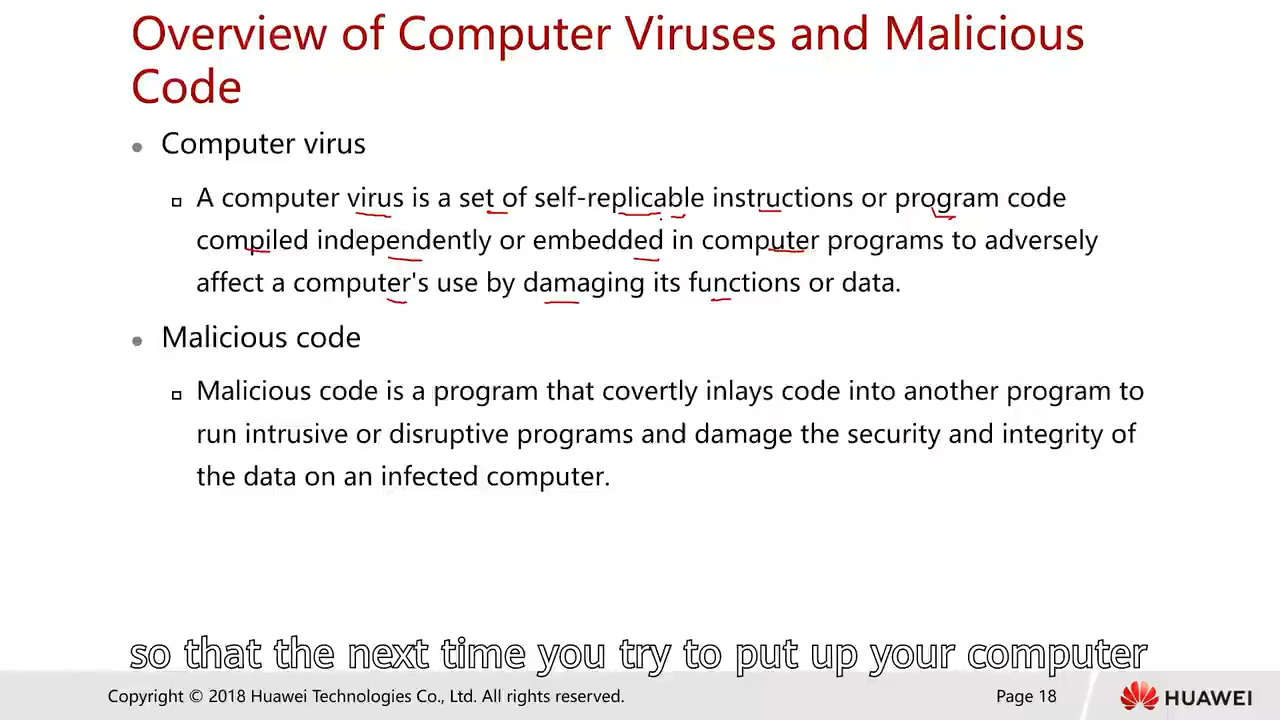 Overview of Computer Viruses and Malicious
Code
Computer virus
A computer virus is a set of self-replicable instructions or program code
compiled independently or embedded in computer programs to adversely
affect a computer's use by damaging its functions or data.
Malicious code
Malicious code is a program that covertly inlays code into another program to
run intrusive or disruptive programs and damage the security and integrity of
the data on an infected computer.
so that the next time you try to put up your computer
Copyright © 2018 Huawei Technologies Co., Ltd. All rights reserved.
Page 18
HUAWEI